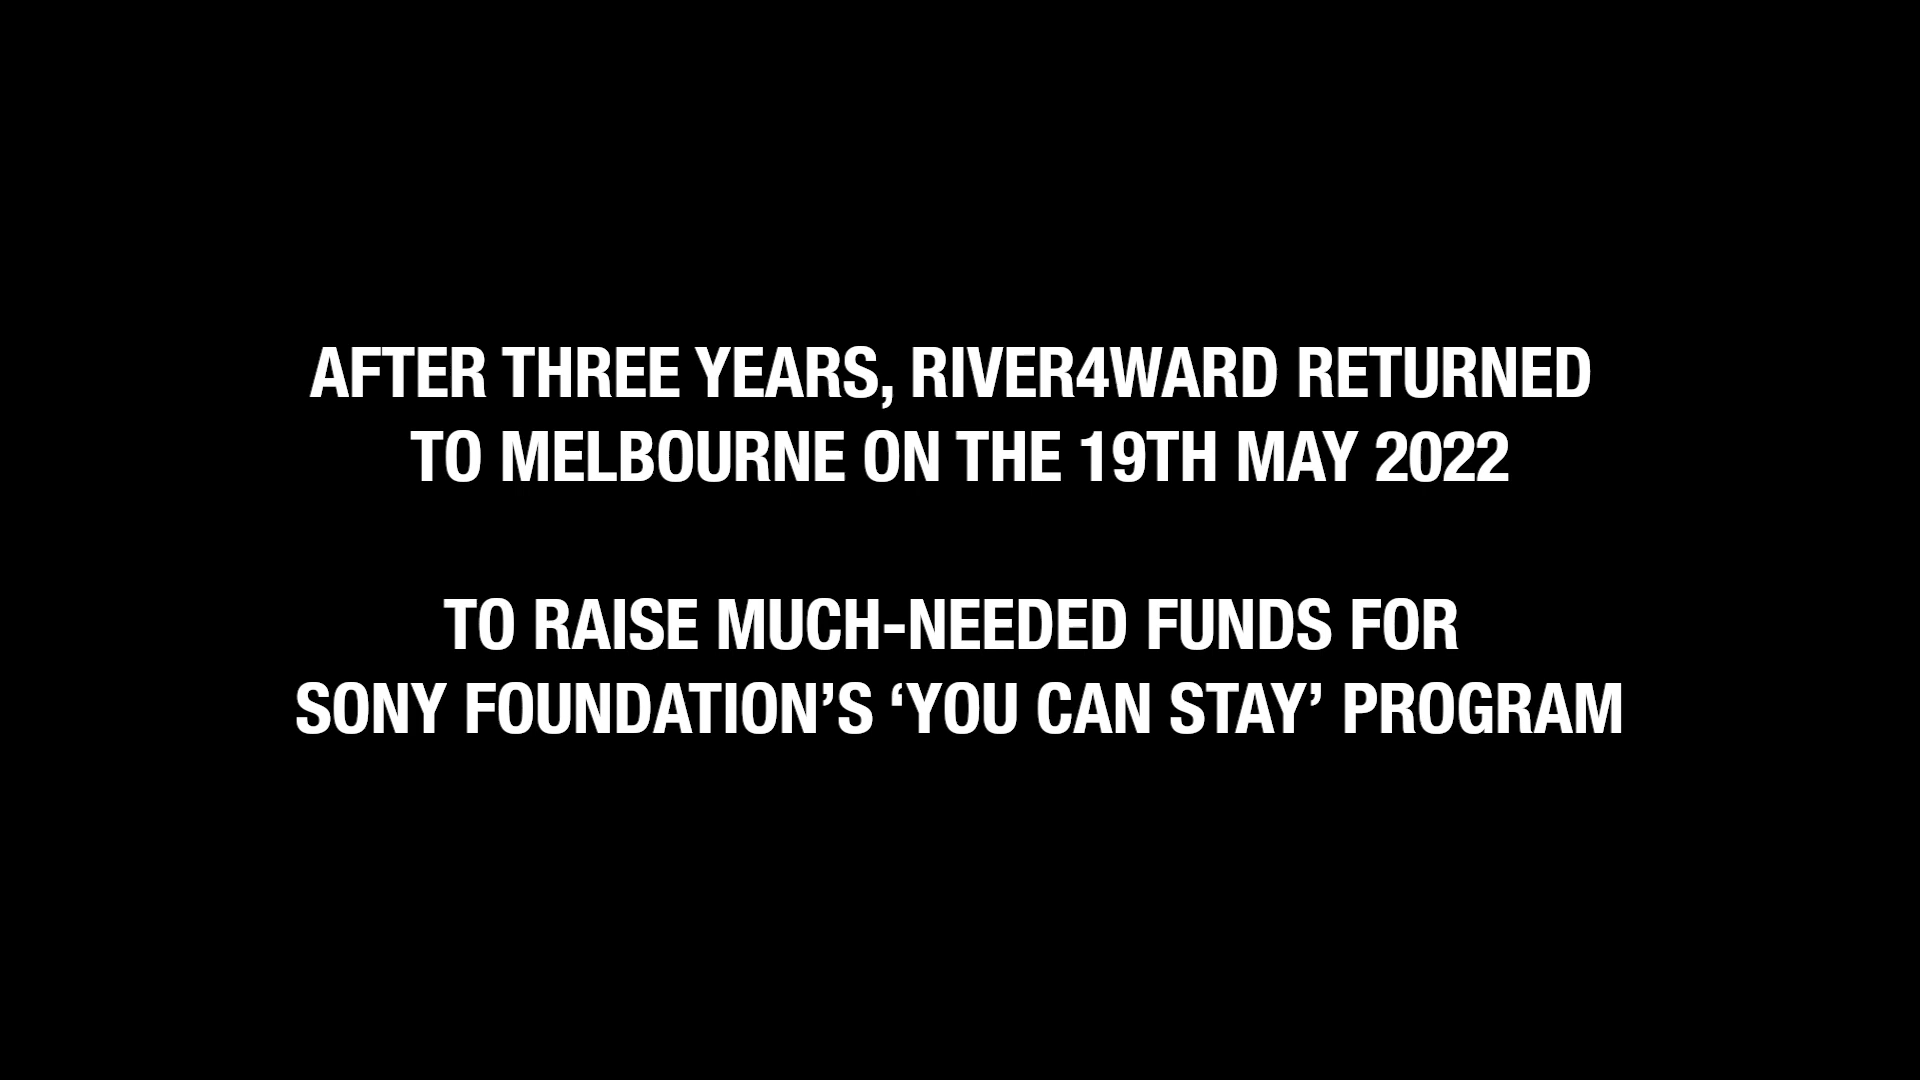 AFTER THREE YEARS, RIVER4WARD RETURNED
TO MELBOURNE ON THE 19TH MAY 2022
TO RAISE MUCH-NEEDED FUNDS FOR
SONY FOUNDATION’S ‘YOU CAN STAY’ PROGRAM